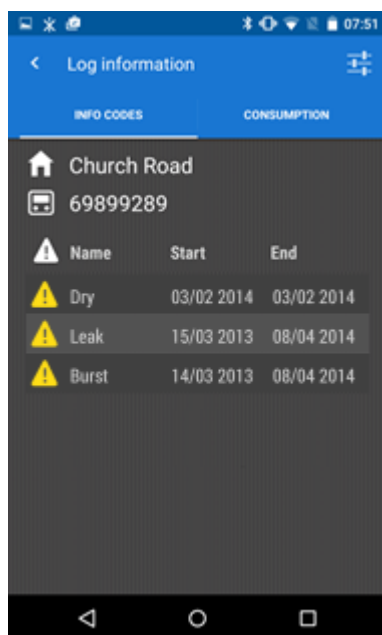 07:51
Log information
INFO CODES CONSUMPTION
Church Road
69899289
Name Start End
Dry 03/02 2014 03/02 2014
Leak 15/03 2013 08/04 2014
Burst 14/03 2013 08/04 2014